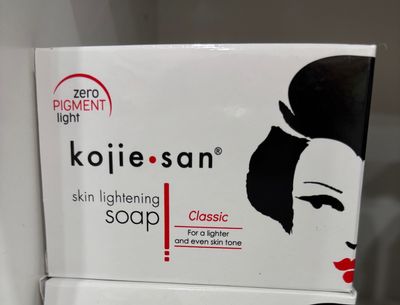 zero
PIGMENT
light
kojie•san®
skin lightening
soap
Classic
For a lighter
and even skin tone